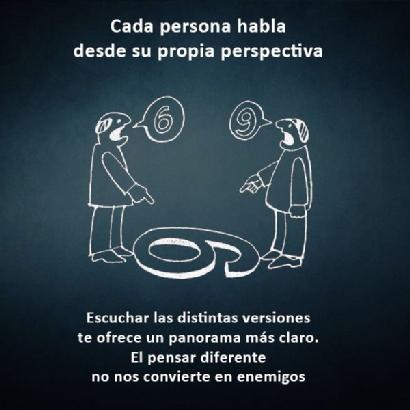 Cada persona habla
desde su propia perspectiva
6
9
Escuchar las distintas versiones
te ofrece un panorama más claro.
El pensar diferente
no nos convierte en enemigos